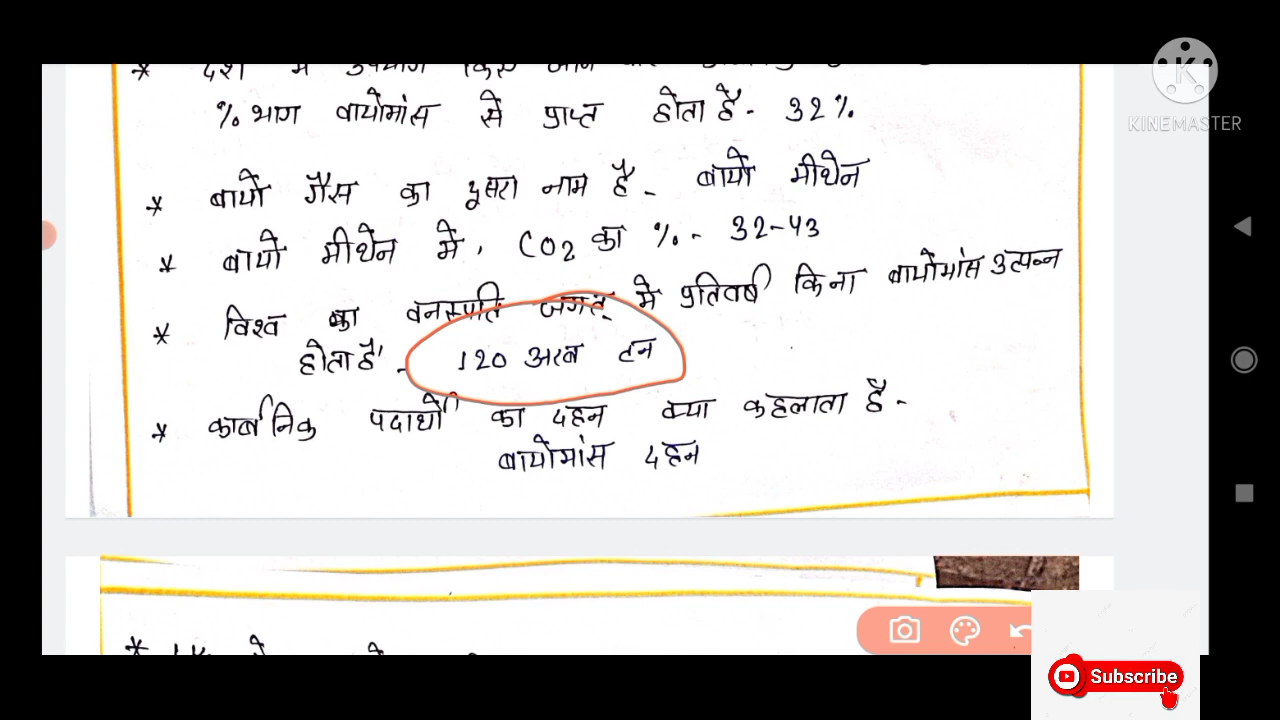 KINEMASTER
% भाग बायोमांस से प्राप्त होता है - 32%
* बायो गैस का दूसरा नाम है - बायो मीथेन
* बायो मीथेन में, CO2 का % - 32-43
* विश्व का वनस्पति जगत् में प्रतिवर्ष किना बायोमांस उत्पन्न
होता है - 120 अरब टन
* कार्बनिक पदार्थो का दहन क्या कहलाता है -
बायोमांस दहन
Subscribe